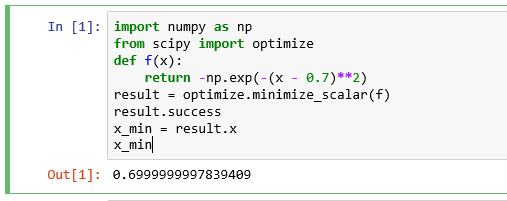 In [1]: import numpy as np
from scipy import optimize
def f(x):
    return -np.exp(-(x - 0.7)**2)
result = optimize.minimize_scalar(f)
result.success
x_min = result.x
x_min
Out[1]: 0.6999999997839409